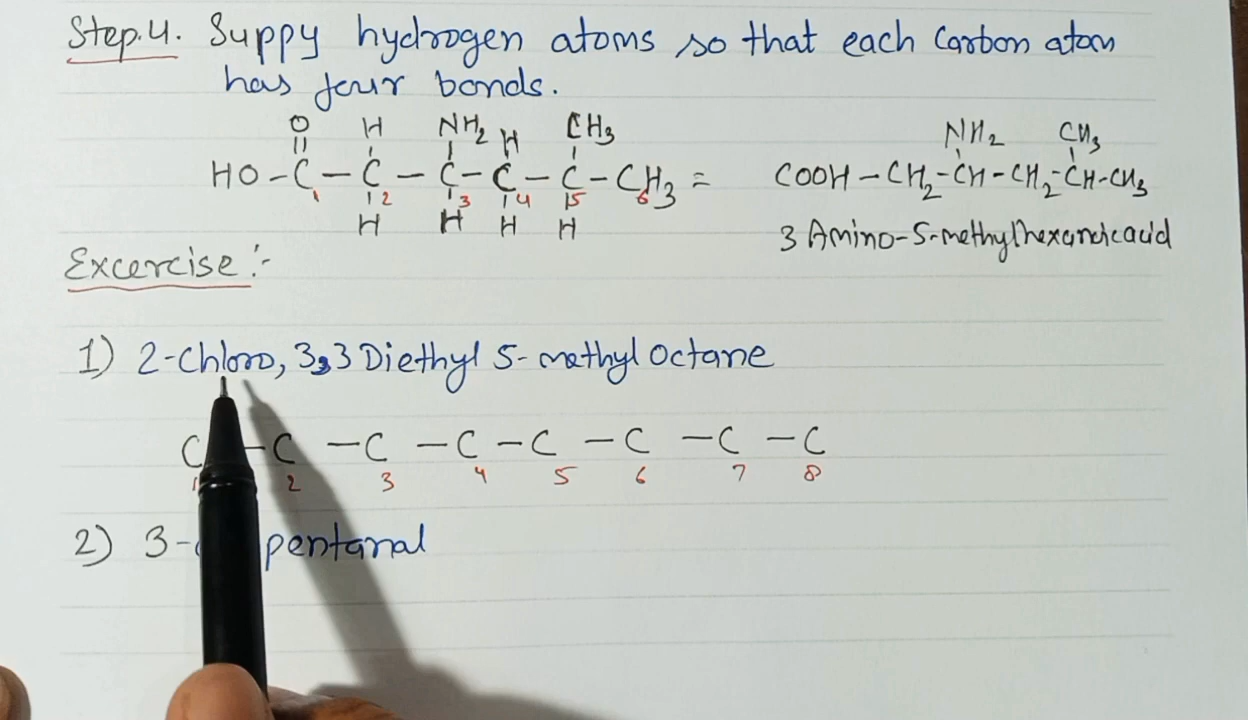 Step.4. Suppy hydrogen atoms so that each Carbon atom
has four bonds.
O H NH2 H CH3
HO-C-C-C-C-C-CH3 =
1 2 3 4 5 6
H H H H
NH2 CH3
COOH-CH2-CH-CH2-CH-CH3
3 Amino-5-methylhexanoicacid
Excercise:-
1) 2-Chloro, 3,3 Diethyl 5-methyl Octane
C-C-C-C-C-C-C-C
1 2 3 4 5 6 7 8
2) 3- pentanal